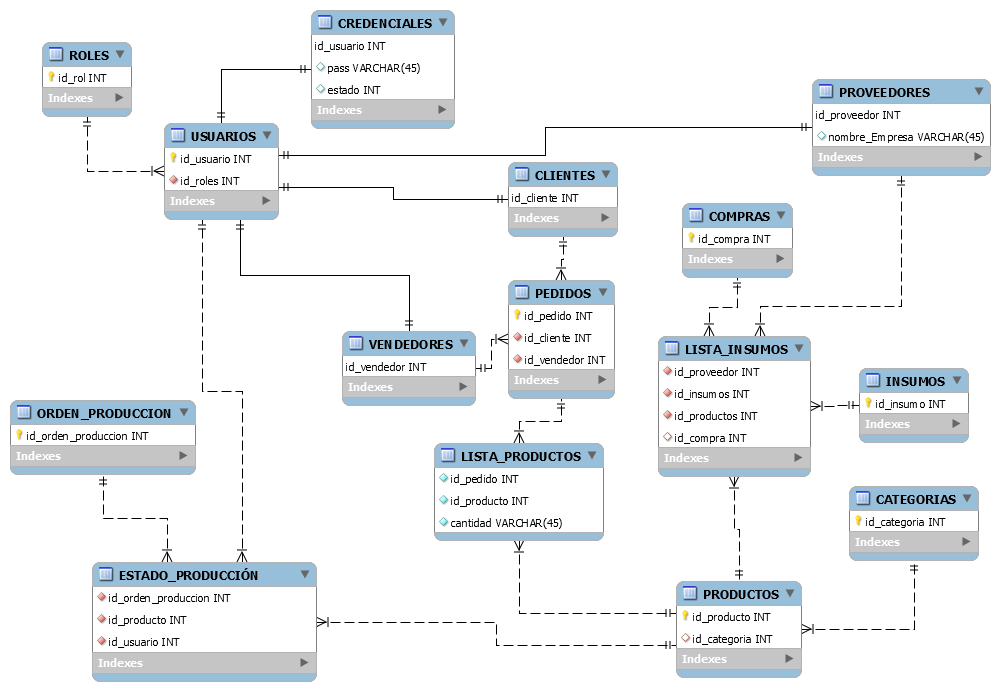 CREDENCIALES
id_usuario INT
pass VARCHAR(45)
estado INT
Indexes
ROLES
id_rol INT
Indexes
PROVEEDORES
id_proveedor INT
nombre_Empresa VARCHAR(45)
Indexes
USUARIOS
id_usuario INT
id_roles INT
Indexes
CLIENTES
id_cliente INT
Indexes
COMPRAS
id_compra INT
Indexes
PEDIDOS
id_pedido INT
id_cliente INT
id_vendedor INT
Indexes
VENDEDORES
id_vendedor INT
Indexes
LISTA_INSUMOS
id_proveedor INT
id_insumos INT
id_productos INT
id_compra INT
Indexes
INSUMOS
id_insumo INT
Indexes
ORDEN_PRODUCCION
id_orden_produccion INT
Indexes
LISTA_PRODUCTOS
id_pedido INT
id_producto INT
cantidad VARCHAR(45)
CATEGORIAS
id_categoria INT
Indexes
ESTADO_PRODUCCIÓN
id_orden_produccion INT
id_producto INT
id_usuario INT
Indexes
PRODUCTOS
id_producto INT
id_categoria INT
Indexes